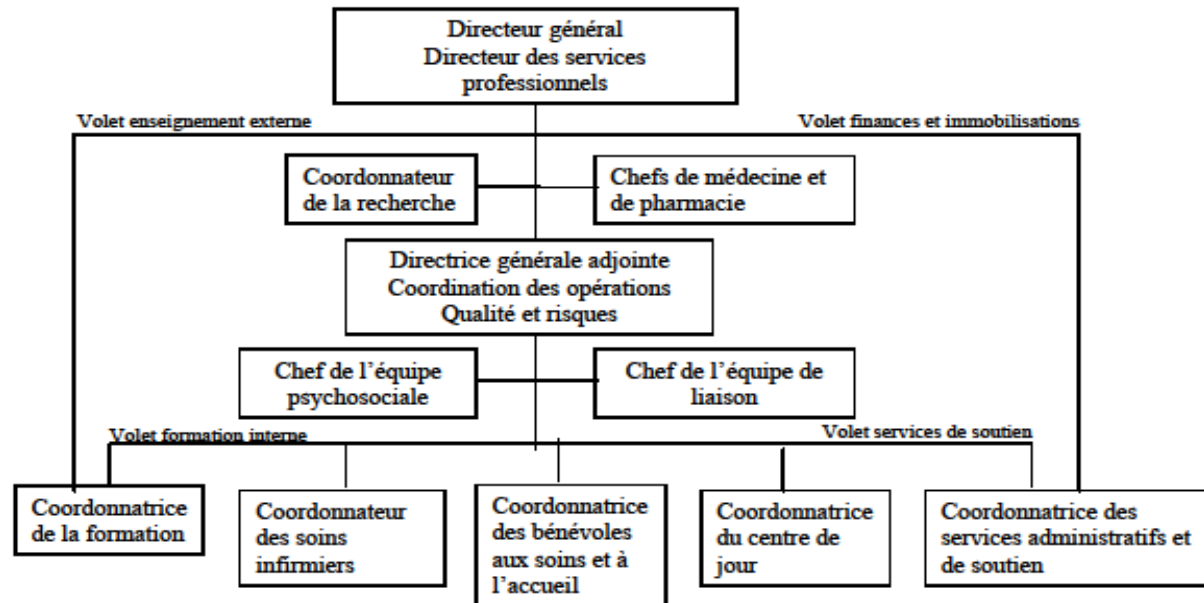 Directeur général
Directeur des services
professionnels
Volet enseignement externe
Volet finances et immobilisations
Coordonnateur
de la recherche
Chefs de médecine et
de pharmacie
Directrice générale adjointe
Coordination des opérations
Qualité et risques
Chef de l'équipe
psychosociale
Chef de l'équipe de
liaison
Volet formation interne
Volet services de soutien
Coordonnatrice
de la formation
Coordonnateur
des soins
infirmiers
Coordonnatrice
des bénévoles
aux soins et à
l'accueil
Coordonnatrice
du centre de
jour
Coordonnatrice des
services administratifs et
de soutien